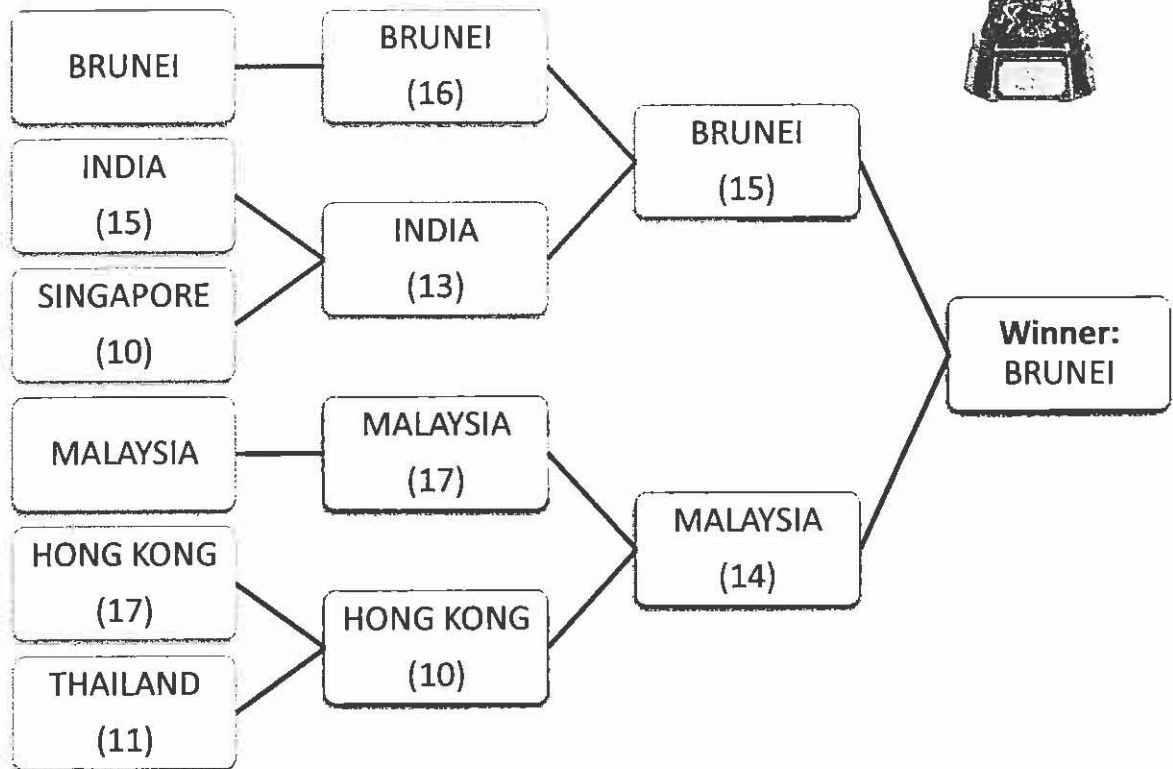 BRUNEI
INDIA
(15)
SINGAPORE
(10)
MALAYSIA
HONG KONG
(17)
THAILAND
(11)
BRUNEI
(16)
INDIA
(13)
MALAYSIA
(17)
HONG KONG
(10)
BRUNEI
(15)
MALAYSIA
(14)
Winner:
BRUNEI